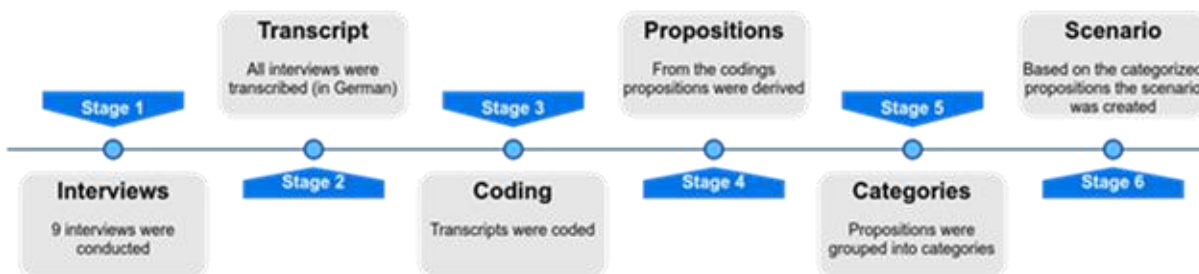 Transcript
All interviews were
transcribed (in German)
Propositions
From the codings
propositions were derived
Scenario
Based on the categorized
propositions the scenario
was created
Stage 1
Stage 3
Stage 5
Stage 2
Stage 4
Stage 6
Interviews
9 interviews were
conducted
Coding
Transcripts were coded
Categories
Propositions were
grouped into categories